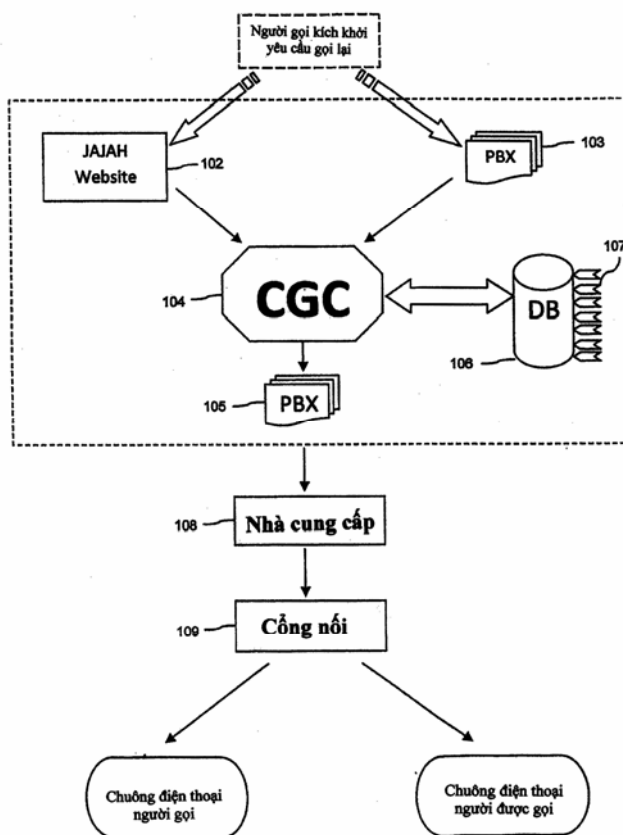 Người gọi kích khởi
yêu cầu gọi lại
JAJAH
Website
102
PBX
103
104
CGC
DB
107
106
105
PBX
108
Nhà cung cấp
109
Cổng nối
Chuông điện thoại
người gọi
Chuông điện thoại
người được gọi